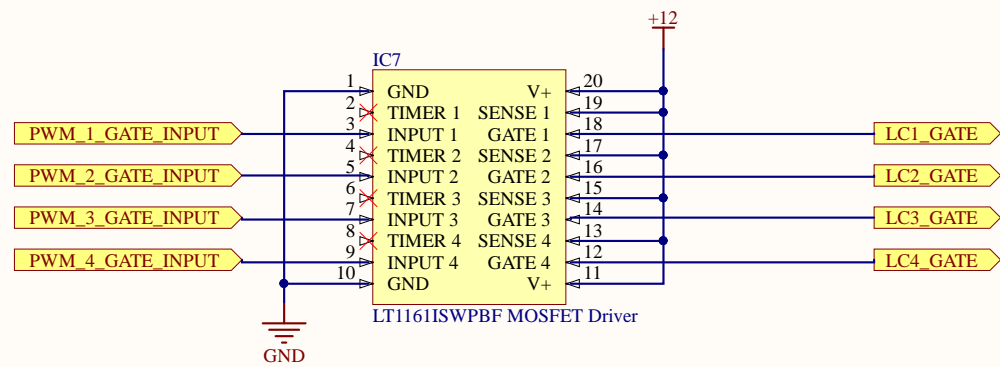 +12
IC7
1 GND V+ 20
2 TIMER 1 SENSE 1 19
PWM_1_GATE_INPUT 3 INPUT 1 GATE 1 18 LC1_GATE
4 TIMER 2 SENSE 2 17
PWM_2_GATE_INPUT 5 INPUT 2 GATE 2 16 LC2_GATE
6 TIMER 3 SENSE 3 15
PWM_3_GATE_INPUT 7 INPUT 3 GATE 3 14 LC3_GATE
8 TIMER 4 SENSE 4 13
PWM_4_GATE_INPUT 9 INPUT 4 GATE 4 12 LC4_GATE
10 GND V+ 11
LT1161ISWPBF MOSFET Driver
GND